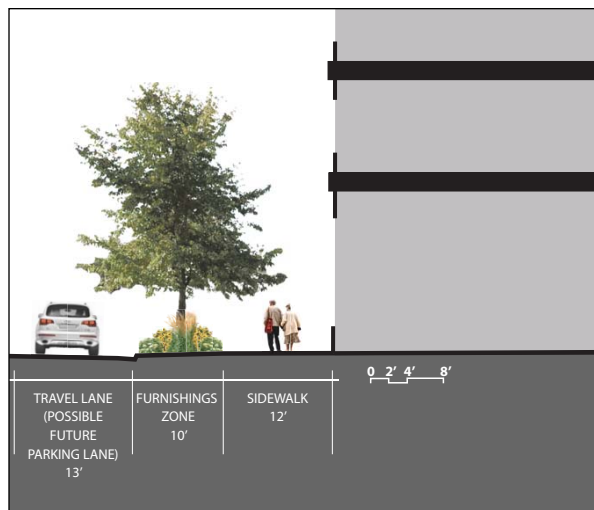 0 2’ 4’ 8’
TRAVEL LANE
(POSSIBLE
FUTURE
PARKING LANE)
13’
FURNISHINGS
ZONE
10’
SIDEWALK
12’